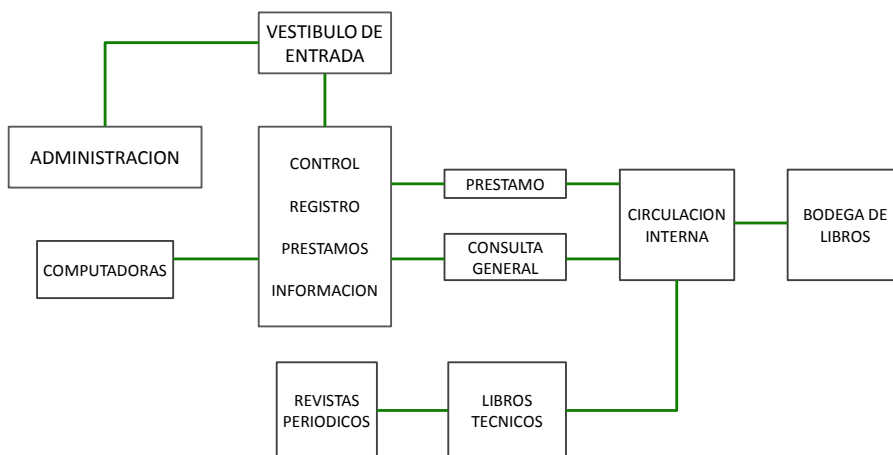 VESTIBULO DE
ENTRADA
ADMINISTRACION
CONTROL
REGISTRO
PRESTAMOS
INFORMACION
PRESTAMO
CIRCULACION
INTERNA
BODEGA DE
LIBROS
COMPUTADORAS
CONSULTA
GENERAL
REVISTAS
PERIODICOS
LIBROS
TECNICOS